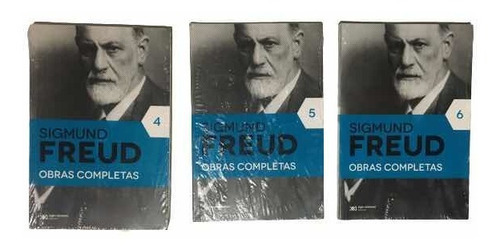 4
SIGMUND
FREUD
OBRAS COMPLETAS
5
SIGMUND
FREUD
OBRAS COMPLETAS
6
SIGMUND
FREUD
OBRAS COMPLETAS